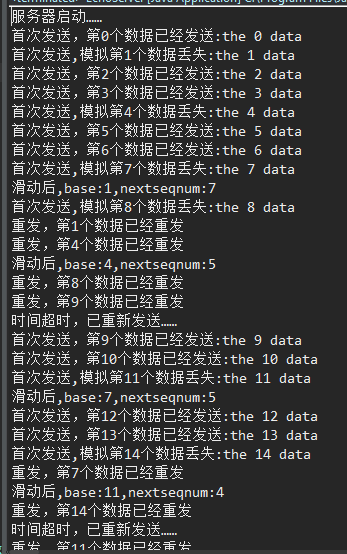 <terminated> EchoServer [Java Application] C:\Program Files\Java
服务器启动……
首次发送，第0个数据已经发送:the 0 data
首次发送,模拟第1个数据丢失:the 1 data
首次发送，第2个数据已经发送:the 2 data
首次发送，第3个数据已经发送:the 3 data
首次发送,模拟第4个数据丢失:the 4 data
首次发送，第5个数据已经发送:the 5 data
首次发送，第6个数据已经发送:the 6 data
首次发送,模拟第7个数据丢失:the 7 data
滑动后,base:1,nextseqnum:7
首次发送,模拟第8个数据丢失:the 8 data
重发，第1个数据已经重发
重发，第4个数据已经重发
滑动后,base:4,nextseqnum:5
重发，第8个数据已经重发
重发，第9个数据已经重发
时间超时，已重新发送……
首次发送，第9个数据已经发送:the 9 data
首次发送，第10个数据已经发送:the 10 data
首次发送,模拟第11个数据丢失:the 11 data
滑动后,base:7,nextseqnum:5
首次发送，第12个数据已经发送:the 12 data
首次发送，第13个数据已经发送:the 13 data
首次发送,模拟第14个数据丢失:the 14 data
重发，第7个数据已经重发
滑动后,base:11,nextseqnum:4
重发，第14个数据已经重发
时间超时，已重新发送……
重发，第11个数据已经重发